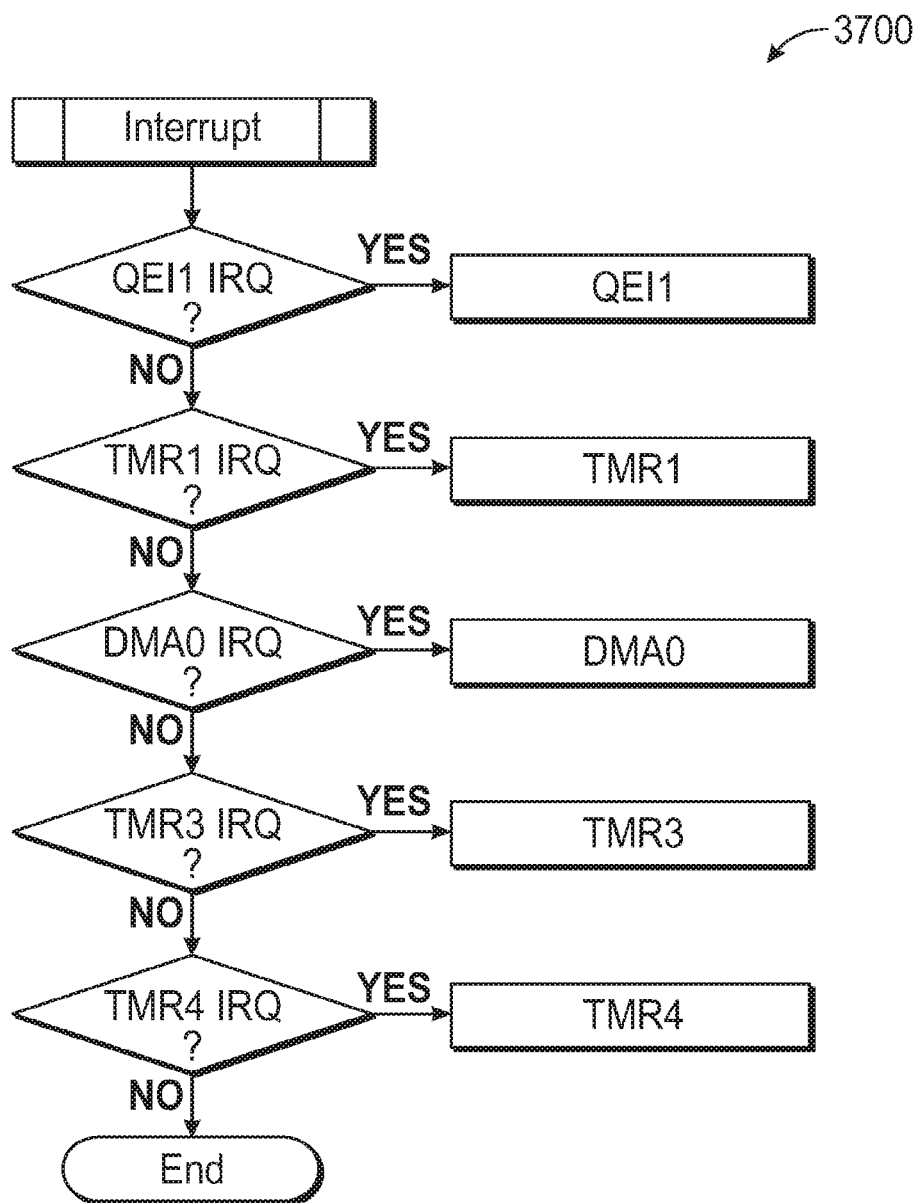 3700
Interrupt
QEI1 IRQ
?
YES
QEI1
NO
TMR1 IRQ
?
YES
TMR1
NO
DMA0 IRQ
?
YES
DMA0
NO
TMR3 IRQ
?
YES
TMR3
NO
TMR4 IRQ
?
YES
TMR4
NO
End